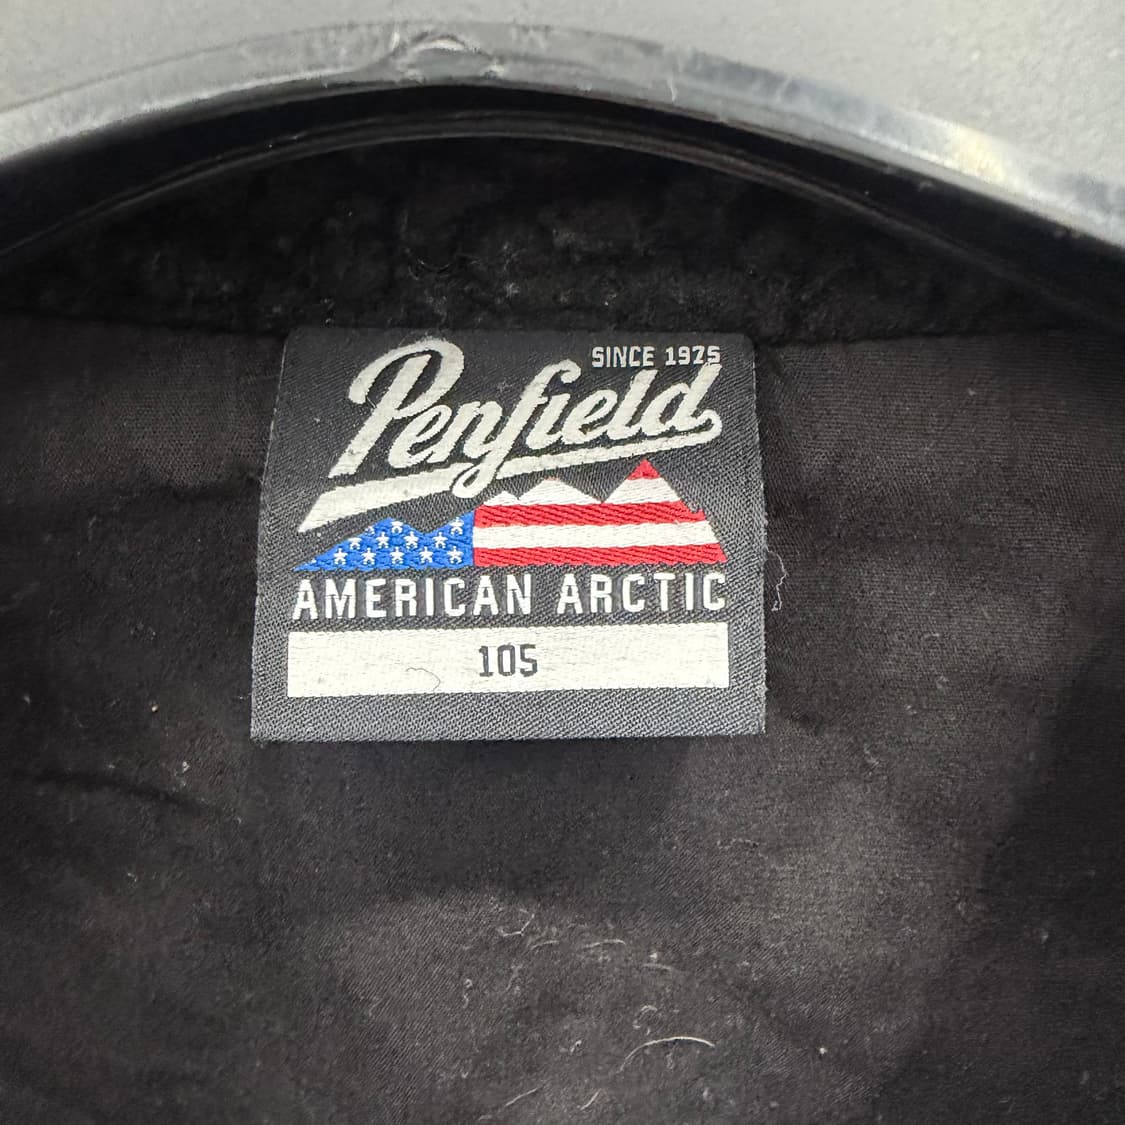 SINCE 1975
Penfield
AMERICAN ARCTIC
105